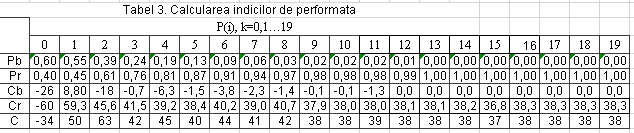 Tabel 3. Calcularea indicilor de performata
P(i), k=0,1…19
0 1 2 3 4 5 6 7 8 9 10 11 12 13 14 15 16 17 18 19
Pb 0,60 0,55 0,39 0,24 0,19 0,13 0,09 0,06 0,03 0,02 0,02 0,02 0,01 0,00 0,00 0,00 0,00 0,00 0,00 0,00
Pr 0,40 0,45 0,61 0,76 0,81 0,87 0,91 0,94 0,97 0,98 0,98 0,98 0,99 1,00 1,00 1,00 1,00 1,00 1,00 1,00
Cb -26 8,80 -18 -0,7 -6,3 -1,5 -3,8 -2,3 -1,4 -0,1 -0,1 -1,3 0,0 0,0 0,0 0,0 0,0 0,0 0,0 0,0
Cr -60 59,3 45,6 41,5 39,2 38,4 40,2 39,0 40,7 37,9 38,0 38,0 38,1 38,1 38,2 36,8 38,3 38,3 38,3 38,3
C -34 50 63 42 45 40 44 41 42 38 38 39 38 38 38 37 38 38 38 38